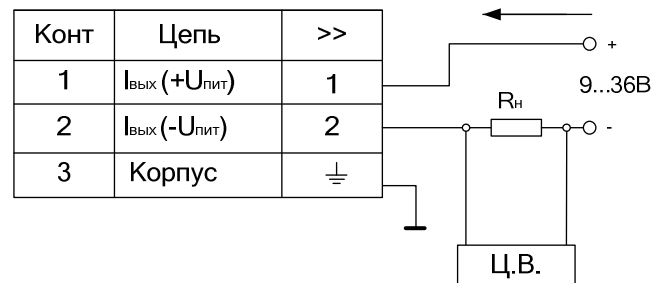 Конт Цепь >>
1 Iвых (+Uпит) 1
2 Iвых (-Uпит) 2
3 Корпус
+
9...36В
Rн
-
Ц.В.